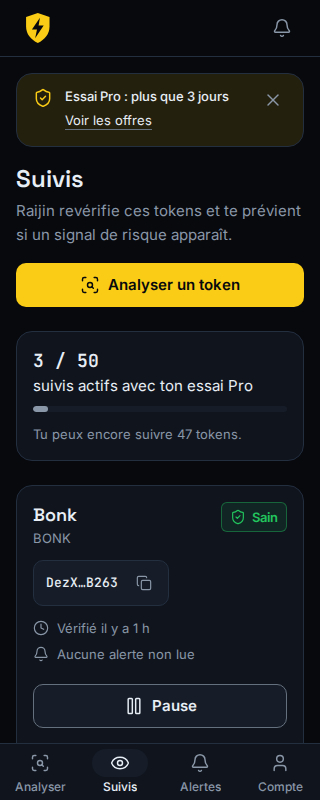 Essai Pro : plus que 3 jours
Voir les offres
Suivis
Raijin revérifie ces tokens et te prévient
si un signal de risque apparaît.
Analyser un token
3 / 50
suivis actifs avec ton essai Pro
Tu peux encore suivre 47 tokens.
Bonk
Sain
BONK
DezX…B263
Vérifié il y a 1 h
Aucune alerte non lue
Pause
Analyser
Suivis
Alertes
Compte